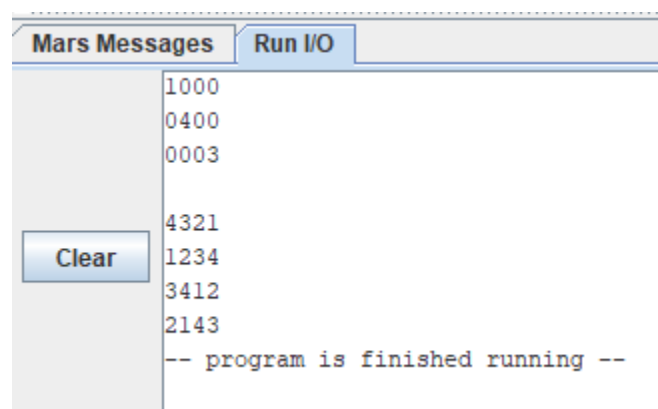 Mars Messages Run I/O
1000
0400
0003
4321
Clear
1234
3412
2143
-- program is finished running --